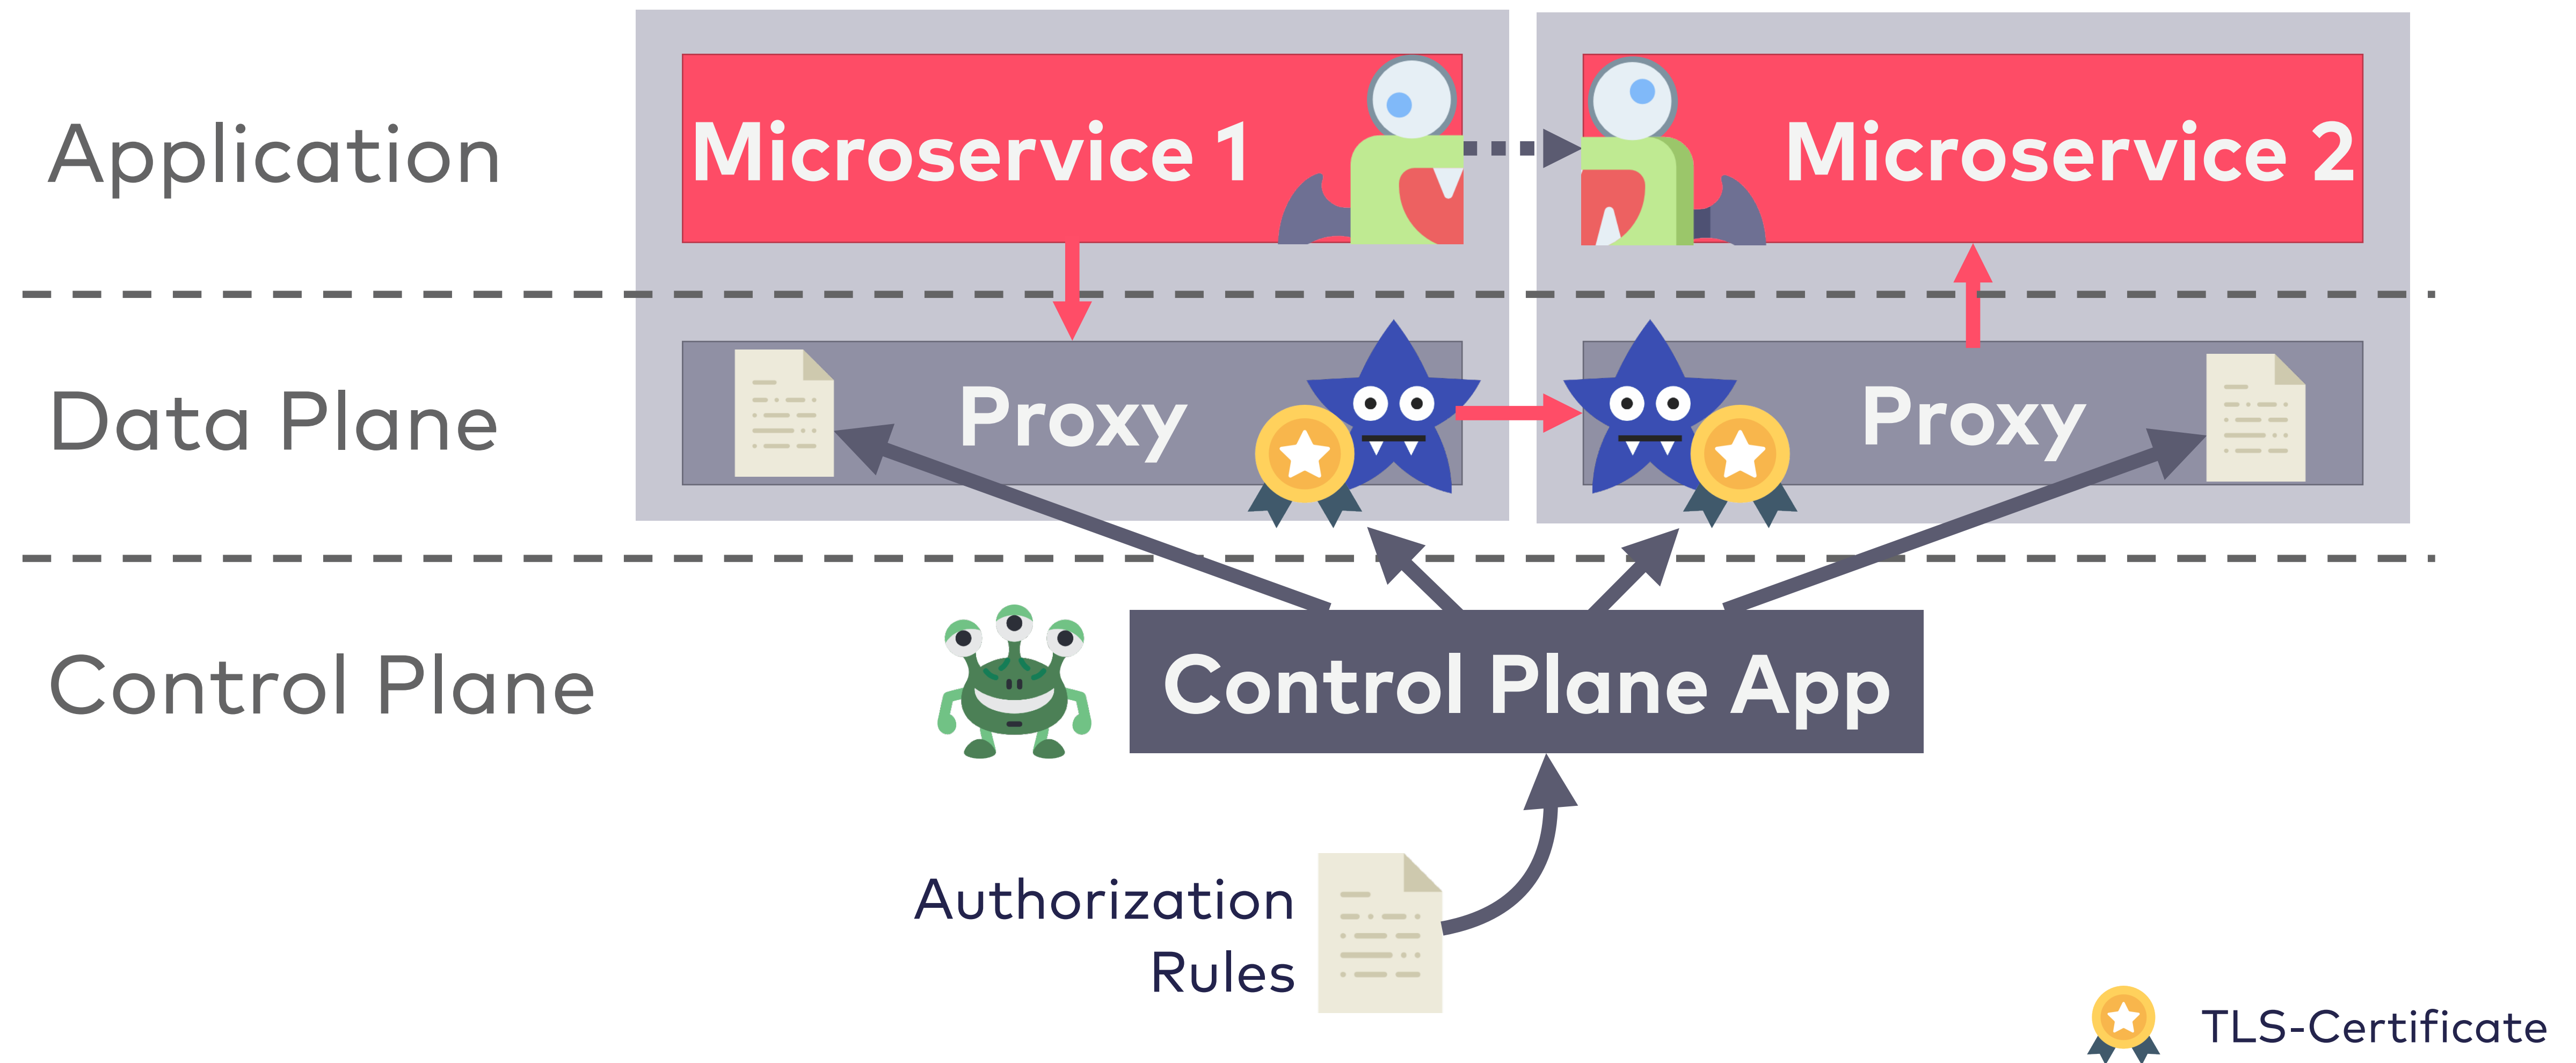 Application
Microservice 1
Microservice 2
Data Plane
Proxy
Proxy
Control Plane
Control Plane App
Authorization
Rules
TLS-Certificate